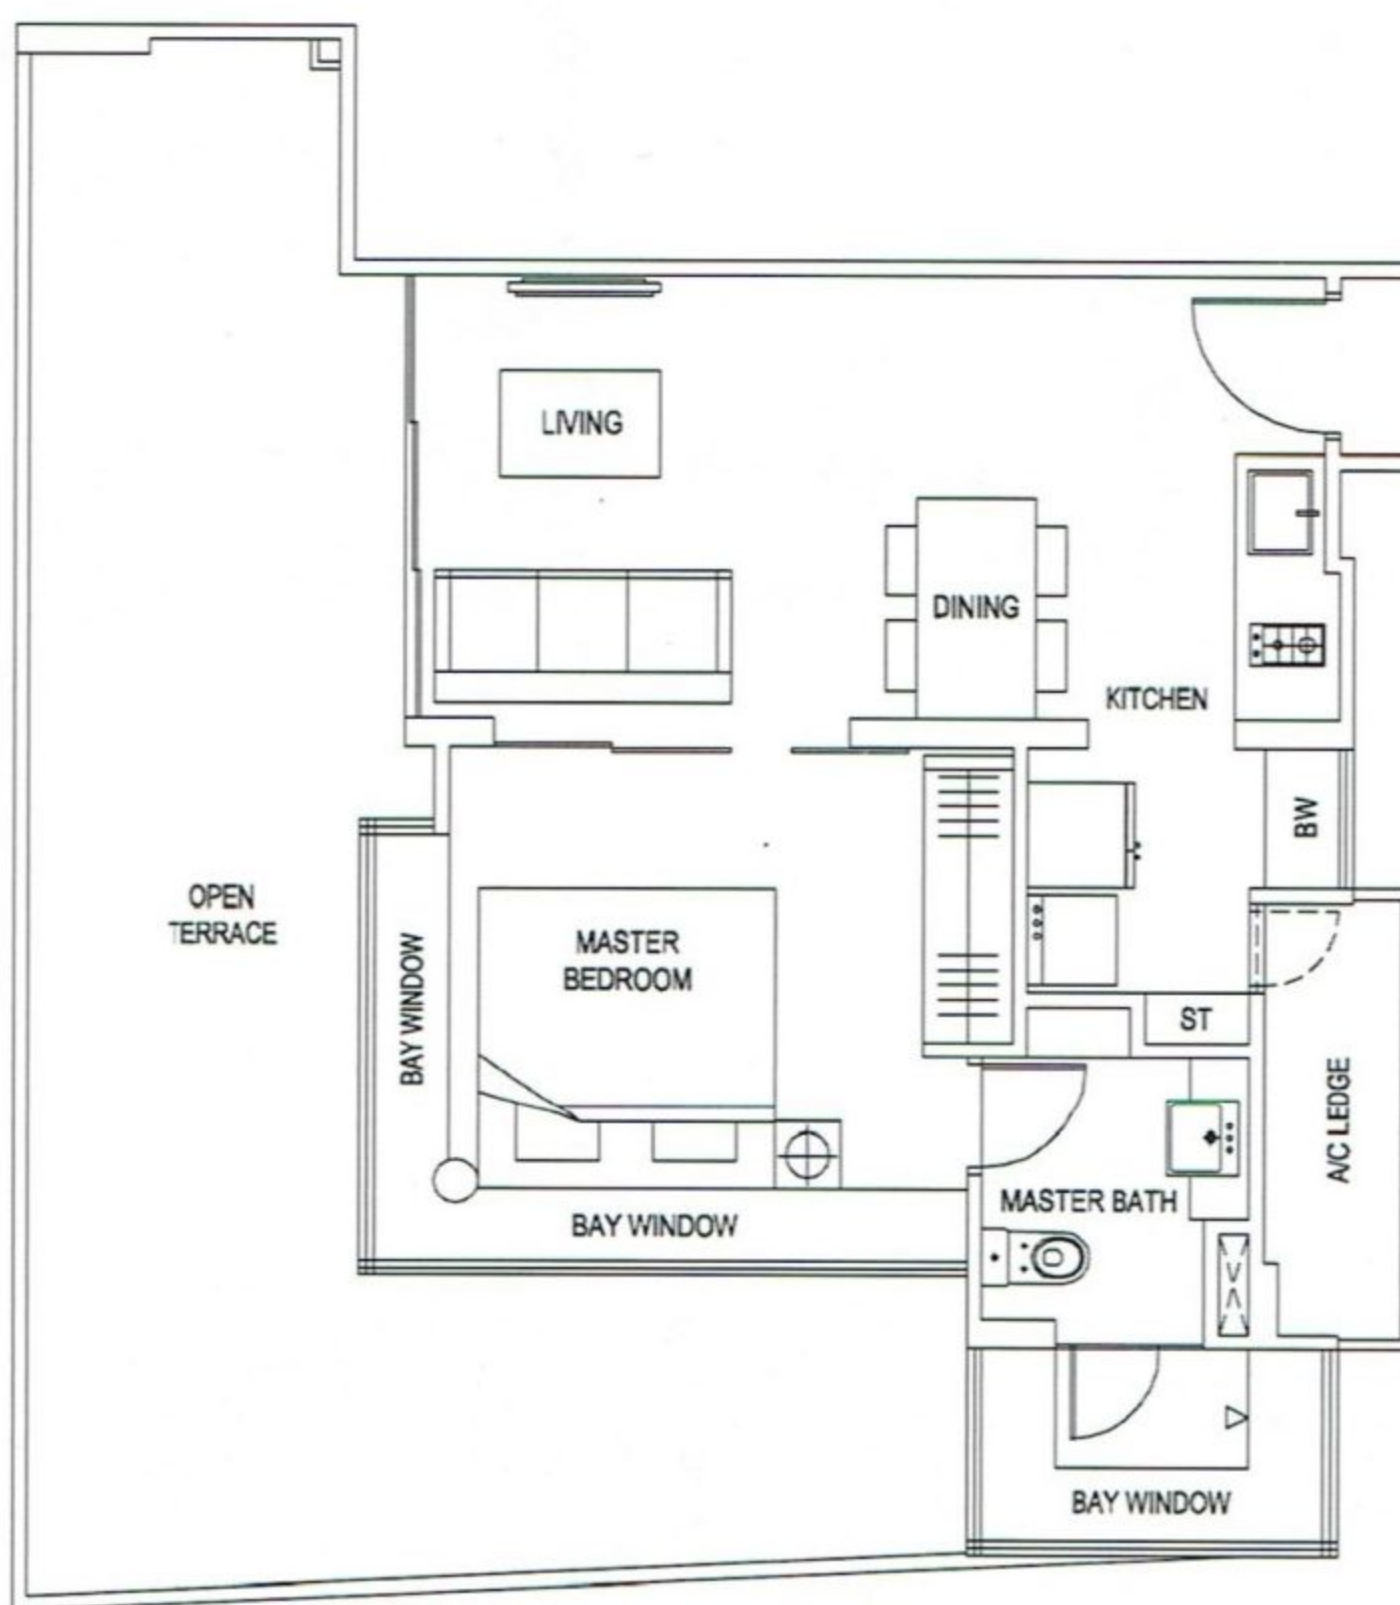 LIVING
DINING
KITCHEN
BW
OPEN
TERRACE
BAY WINDOW
MASTER
BEDROOM
ST
A/C LEDGE
MASTER BATH
BAY WINDOW
BAY WINDOW